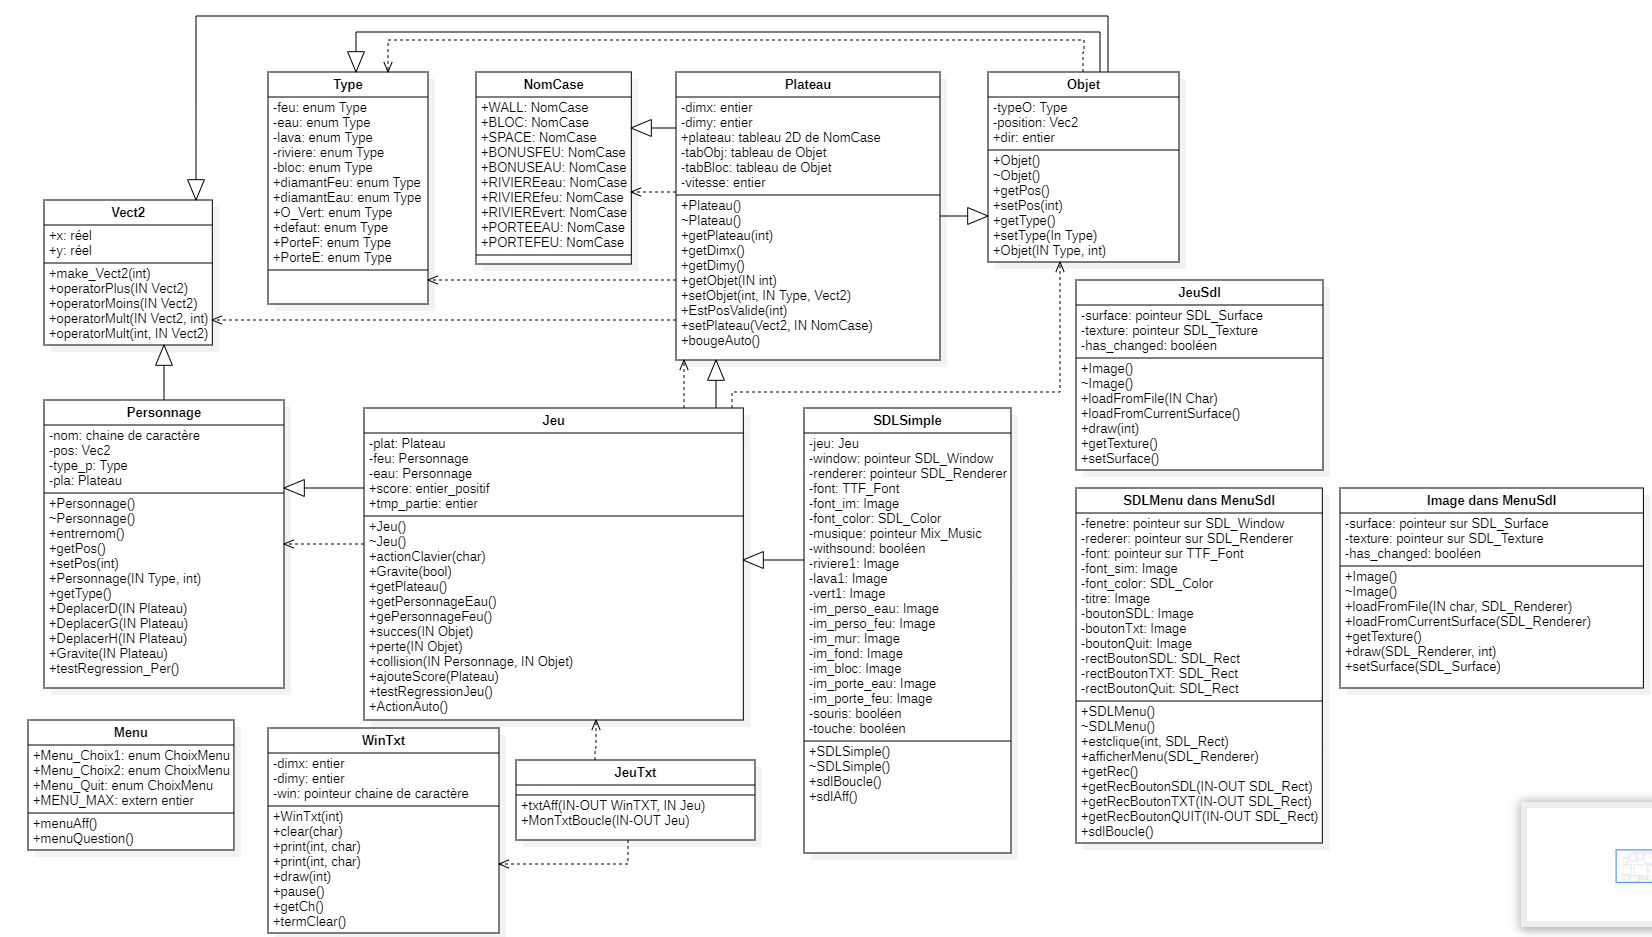 Type
-feu: enum Type
-eau: enum Type
-lava: enum Type
-riviere: enum Type
-bloc: enum Type
+diamantFeu: enum Type
+diamantEau: enum Type
+O_Vert: enum Type
+defaut: enum Type
+PorteF: enum Type
+PorteE: enum Type
NomCase
+WALL: NomCase
+BLOC: NomCase
+SPACE: NomCase
+BONUSFEU: NomCase
+BONUSEAU: NomCase
+RIVIEREeau: NomCase
+RIVIEREfeu: NomCase
+RIVIEREvert: NomCase
+PORTEEAU: NomCase
+PORTEFEU: NomCase
Plateau
-dimx: entier
-dimy: entier
+plateau: tableau 2D de NomCase
-tabObj: tableau de Objet
-tabBloc: tableau de Objet
-vitesse: entier
+Plateau()
~Plateau()
+getPlateau(int)
+getDimx()
+getDimy()
+getObjet(IN int)
+setObjet(int, IN Type, Vect2)
+EstPosValide(int)
+setPlateau(Vect2, IN NomCase)
+bougeAuto()
Objet
-typeO: Type
-position: Vec2
+dir: entier
+Objet()
~Objet()
+getPos()
+setPos(int)
+getType()
+setType(In Type)
+Objet(IN Type, int)
Vect2
+x: réel
+y: réel
+make_Vect2(int)
+operatorPlus(IN Vect2)
+operatorMoins(IN Vect2)
+operatorMult(IN Vect2, int)
+operatorMult(int, IN Vect2)
JeuSdl
-surface: pointeur SDL_Surface
-texture: pointeur SDL_Texture
-has_changed: booléen
+Image()
~Image()
+loadFromFile(IN Char)
+loadFromCurrentSurface()
+draw(int)
+getTexture()
+setSurface()
Personnage
-nom: chaine de caractère
-pos: Vec2
-type_p: Type
-pla: Plateau
+Personnage()
~Personnage()
+entrernom()
+getPos()
+setPos(int)
+Personnage(IN Type, int)
+getType()
+DeplacerD(IN Plateau)
+DeplacerG(IN Plateau)
+DeplacerH(IN Plateau)
+Gravite(IN Plateau)
+testRegression_Per()
Jeu
-plat: Plateau
-feu: Personnage
-eau: Personnage
+score: entier_positif
+tmp_partie: entier
+Jeu()
~Jeu()
+actionClavier(char)
+Gravite(bool)
+getPlateau()
+getPersonnageEau()
+gePersonnageFeu()
+succes(IN Objet)
+perte(IN Objet)
+collision(IN Personnage, IN Objet)
+ajouteScore(Plateau)
+testRegressionJeu()
+ActionAuto()
SDLSimple
-jeu: Jeu
-window: pointeur SDL_Window
-renderer: pointeur SDL_Renderer
-font: TTF_Font
-font_im: Image
-font_color: SDL_Color
-musique: pointeur Mix_Music
-withsound: booléen
-riviere1: Image
-lava1: Image
-vert1: Image
-im_perso_eau: Image
-im_perso_feu: Image
-im_mur: Image
-im_fond: Image
-im_bloc: Image
-im_porte_eau: Image
-im_porte_feu: Image
-souris: booléen
-touche: booléen
+SDLSimple()
~SDLSimple()
+sdlBoucle()
+sdlAff()
SDLMenu dans MenuSdl
-fenetre: pointeur sur SDL_Window
-rederer: pointeur sur SDL_Renderer
-font: pointeur sur TTF_Font
-font_sim: Image
-font_color: SDL_Color
-titre: Image
-boutonSDL: Image
-boutonTxt: Image
-boutonQuit: Image
-rectBoutonSDL: SDL_Rect
-rectBoutonTXT: SDL_Rect
-rectBoutonQuit: SDL_Rect
+SDLMenu()
~SDLMenu()
+estclique(int, SDL_Rect)
+afficherMenu(SDL_Renderer)
+getRec()
+getRecBoutonSDL(IN-OUT SDL_Rect)
+getRecBoutonTXT(IN-OUT SDL_Rect)
+getRecBoutonQUIT(IN-OUT SDL_Rect)
+sdlBoucle()
Image dans MenuSdl
-surface: pointeur sur SDL_Surface
-texture: pointeur sur SDL_Texture
-has_changed: booléen
+Image()
~Image()
+loadFromFile(IN char, SDL_Renderer)
+loadFromCurrentSurface(SDL_Renderer)
+getTexture()
+draw(SDL_Renderer, int)
+setSurface(SDL_Surface)
Menu
+Menu_Choix1: enum ChoixMenu
+Menu_Choix2: enum ChoixMenu
+Menu_Quit: enum ChoixMenu
+MENU_MAX: extern entier
+menuAff()
+menuQuestion()
WinTxt
-dimx: entier
-dimy: entier
-win: pointeur chaine de caractère
+WinTxt(int)
+clear(char)
+print(int, char)
+print(int, char)
+draw(int)
+pause()
+getCh()
+termClear()
JeuTxt
+txtAff(IN-OUT WinTXT, IN Jeu)
+MonTxtBoucle(IN-OUT Jeu)